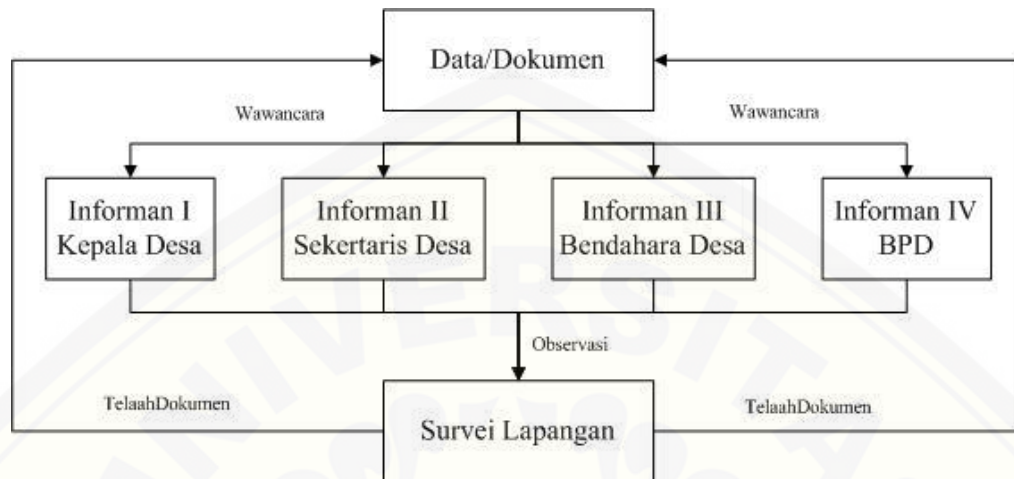 Data/Dokumen
Wawancara
Wawancara
Informan I
Kepala Desa
Informan II
Sekertaris Desa
Informan III
Bendahara Desa
Informan IV
BPD
Observasi
TelaahDokumen
TelaahDokumen
Survei Lapangan
UNIVERSITA